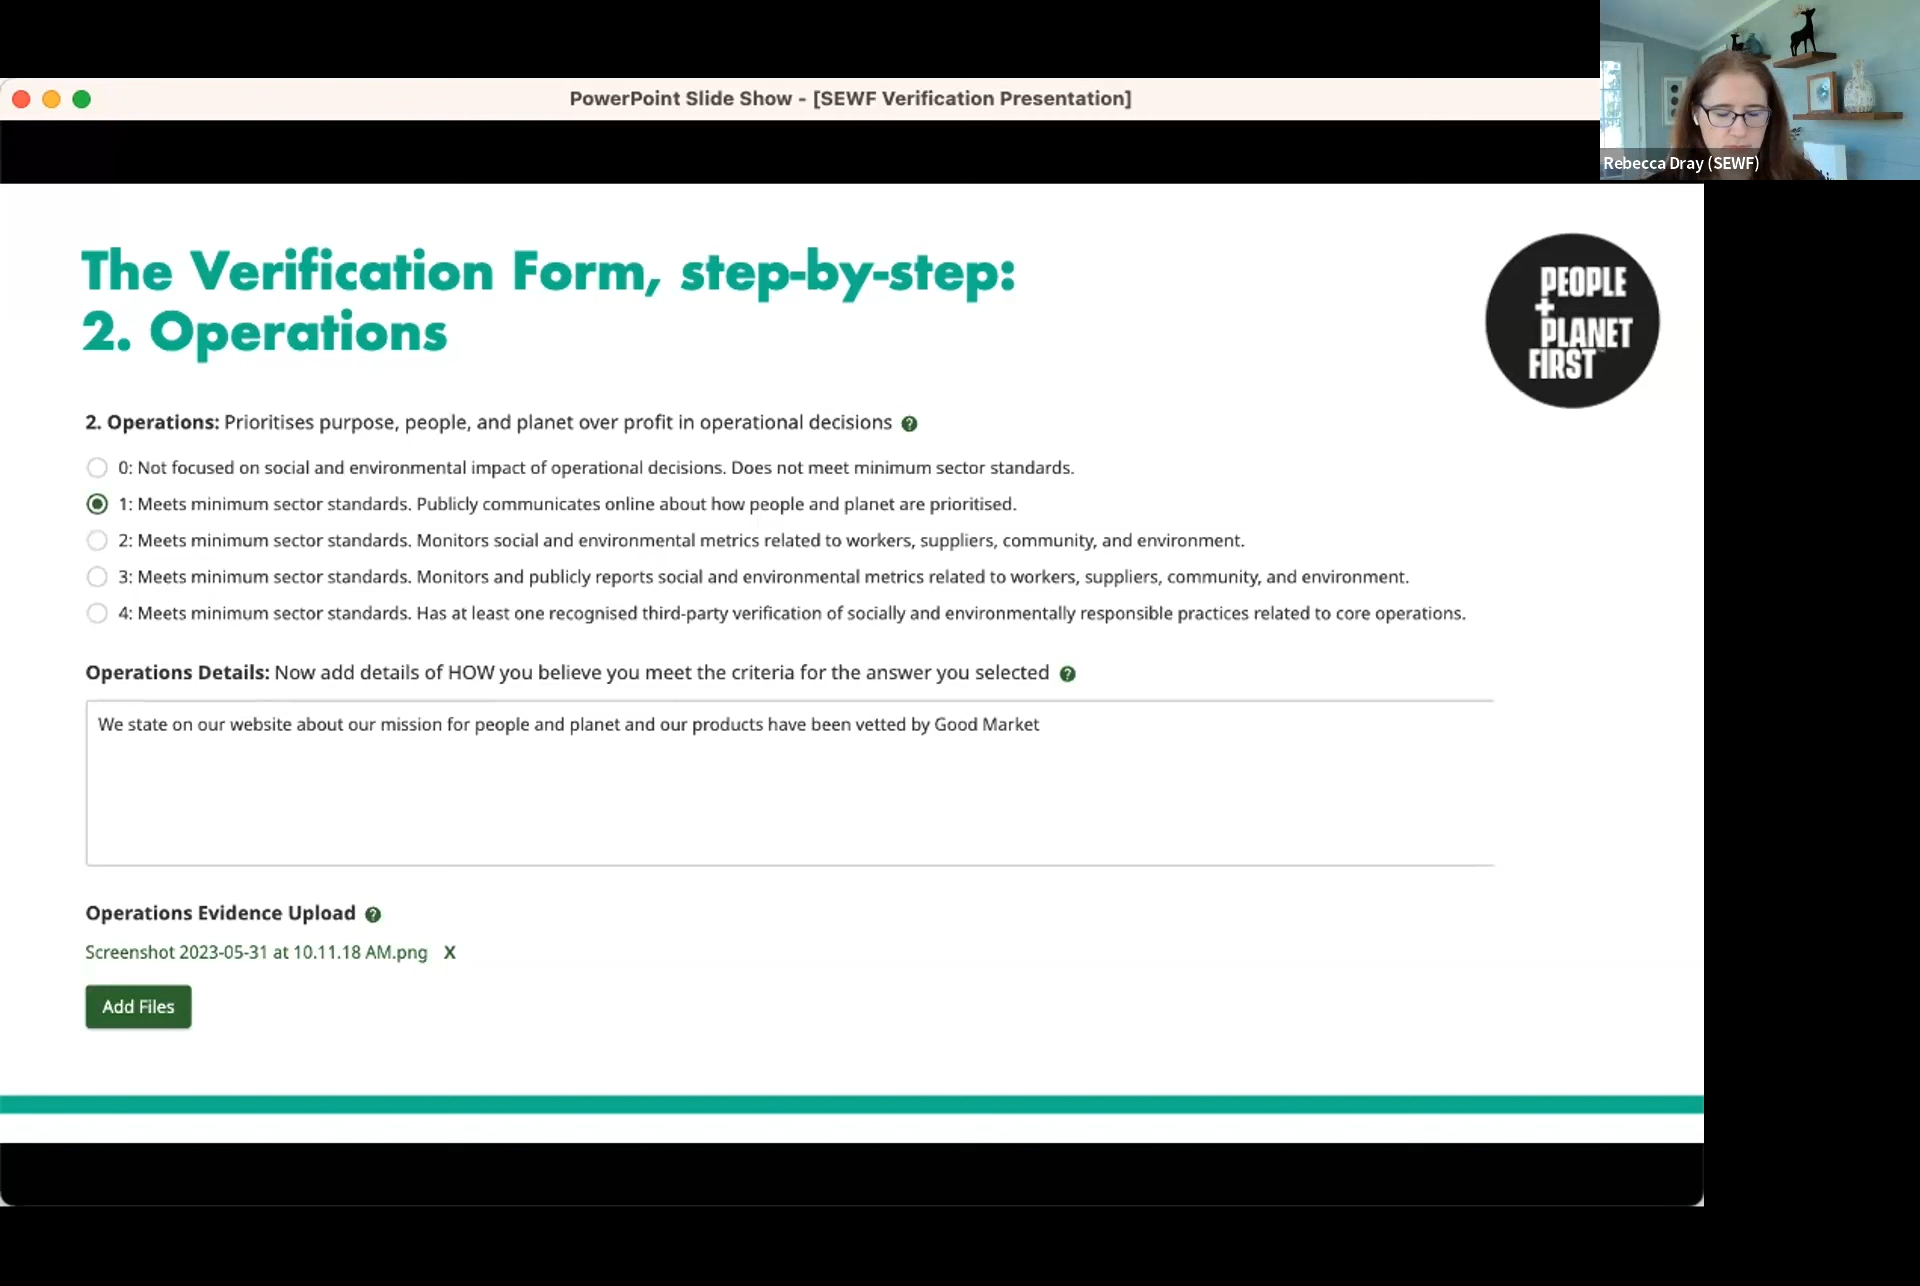 PowerPoint Slide Show - [SEWF Verification Presentation]
Rebecca Dray (SEWF)
The Verification Form, step-by-step:
2. Operations
PEOPLE
+
PLANET
FIRST
2. Operations: Prioritises purpose, people, and planet over profit in operational decisions ?
0: Not focused on social and environmental impact of operational decisions. Does not meet minimum sector standards.
1: Meets minimum sector standards. Publicly communicates online about how people and planet are prioritised.
2: Meets minimum sector standards. Monitors social and environmental metrics related to workers, suppliers, community, and environment.
3: Meets minimum sector standards. Monitors and publicly reports social and environmental metrics related to workers, suppliers, community, and environment.
4: Meets minimum sector standards. Has at least one recognised third-party verification of socially and environmentally responsible practices related to core operations.
Operations Details: Now add details of HOW you believe you meet the criteria for the answer you selected ?
We state on our website about our mission for people and planet and our products have been vetted by Good Market
Operations Evidence Upload ?
Screenshot 2023-05-31 at 10.11.18 AM.png X
Add Files